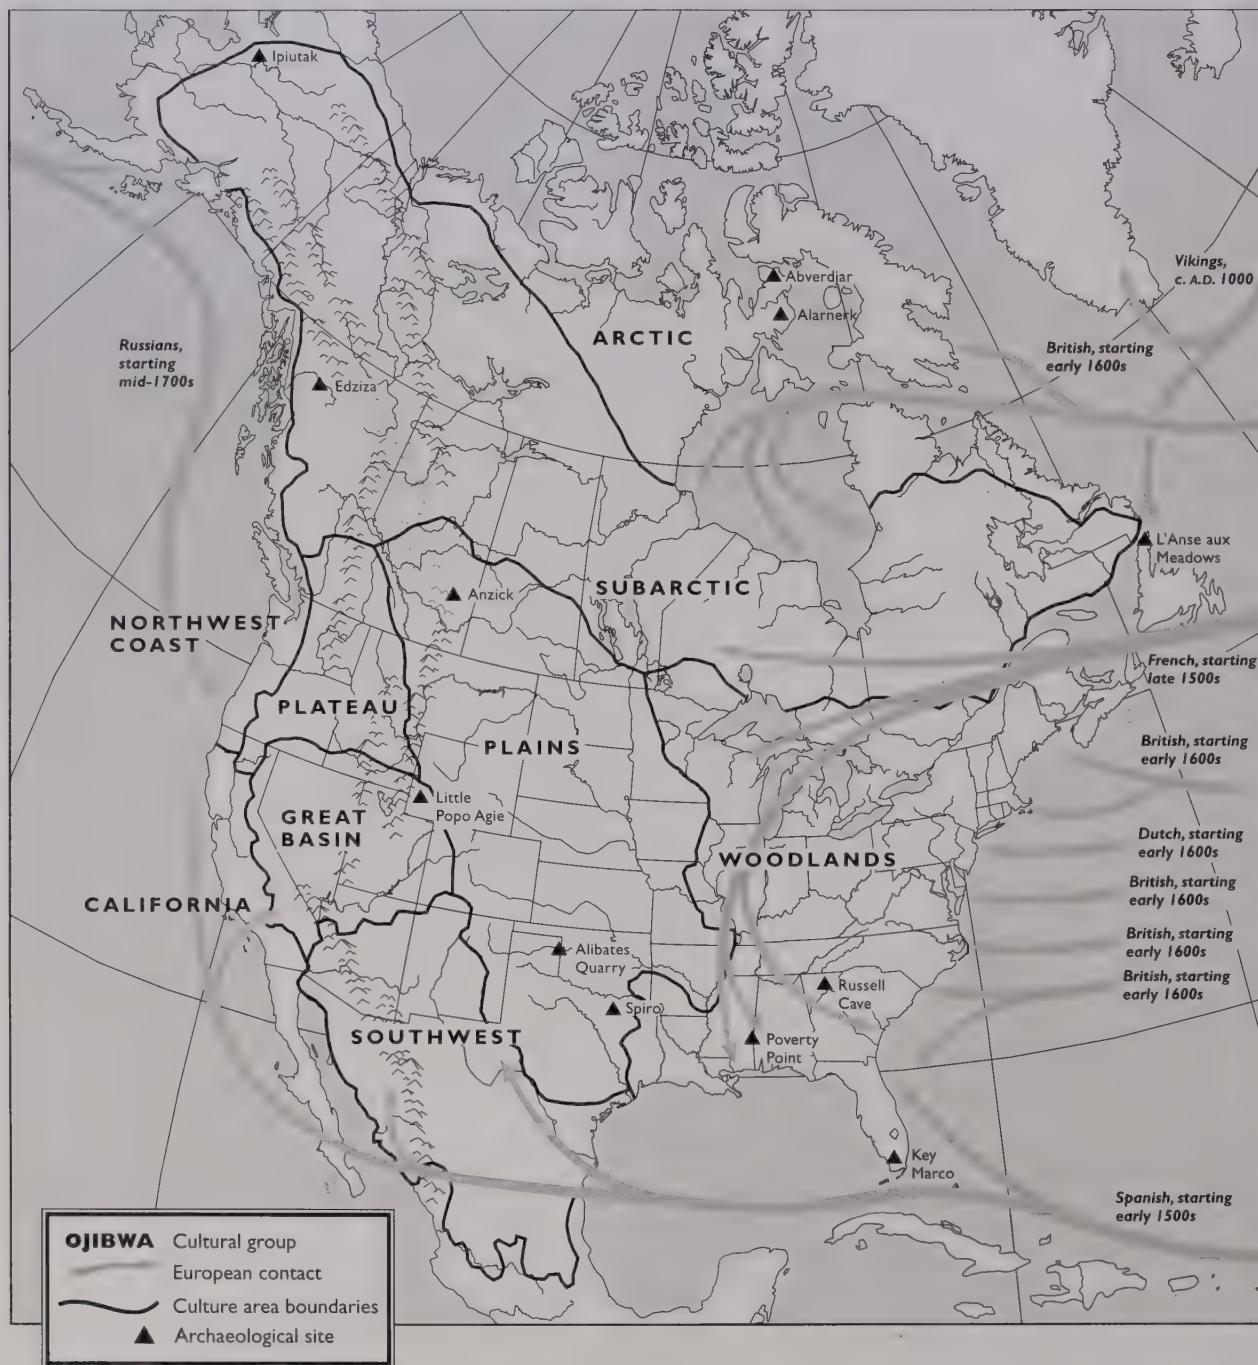 Ipiutak
Vikings,
c. A.D. 1000
Abverdjar
Alarnerk
ARCTIC
Russians,
starting
mid-1700s
British, starting
early 1600s
Edziza
L'Anse aux
Meadows
SUBARCTIC
Anzick
NORTHWEST
COAST
French, starting
late 1500s
PLATEAU
PLAINS
British, starting
early 1600s
Little
Popo Agie
GREAT
BASIN
Dutch, starting
early 1600s
WOODLANDS
British, starting
early 1600s
CALIFORNIA
British, starting
early 1600s
Alibates
Quarry
British, starting
early 1600s
Russell
Cave
Spiro
SOUTHWEST
Poverty
Point
Key
Marco
Spanish, starting
early 1500s
OJIBWA Cultural group
European contact
Culture area boundaries
Archaeological site